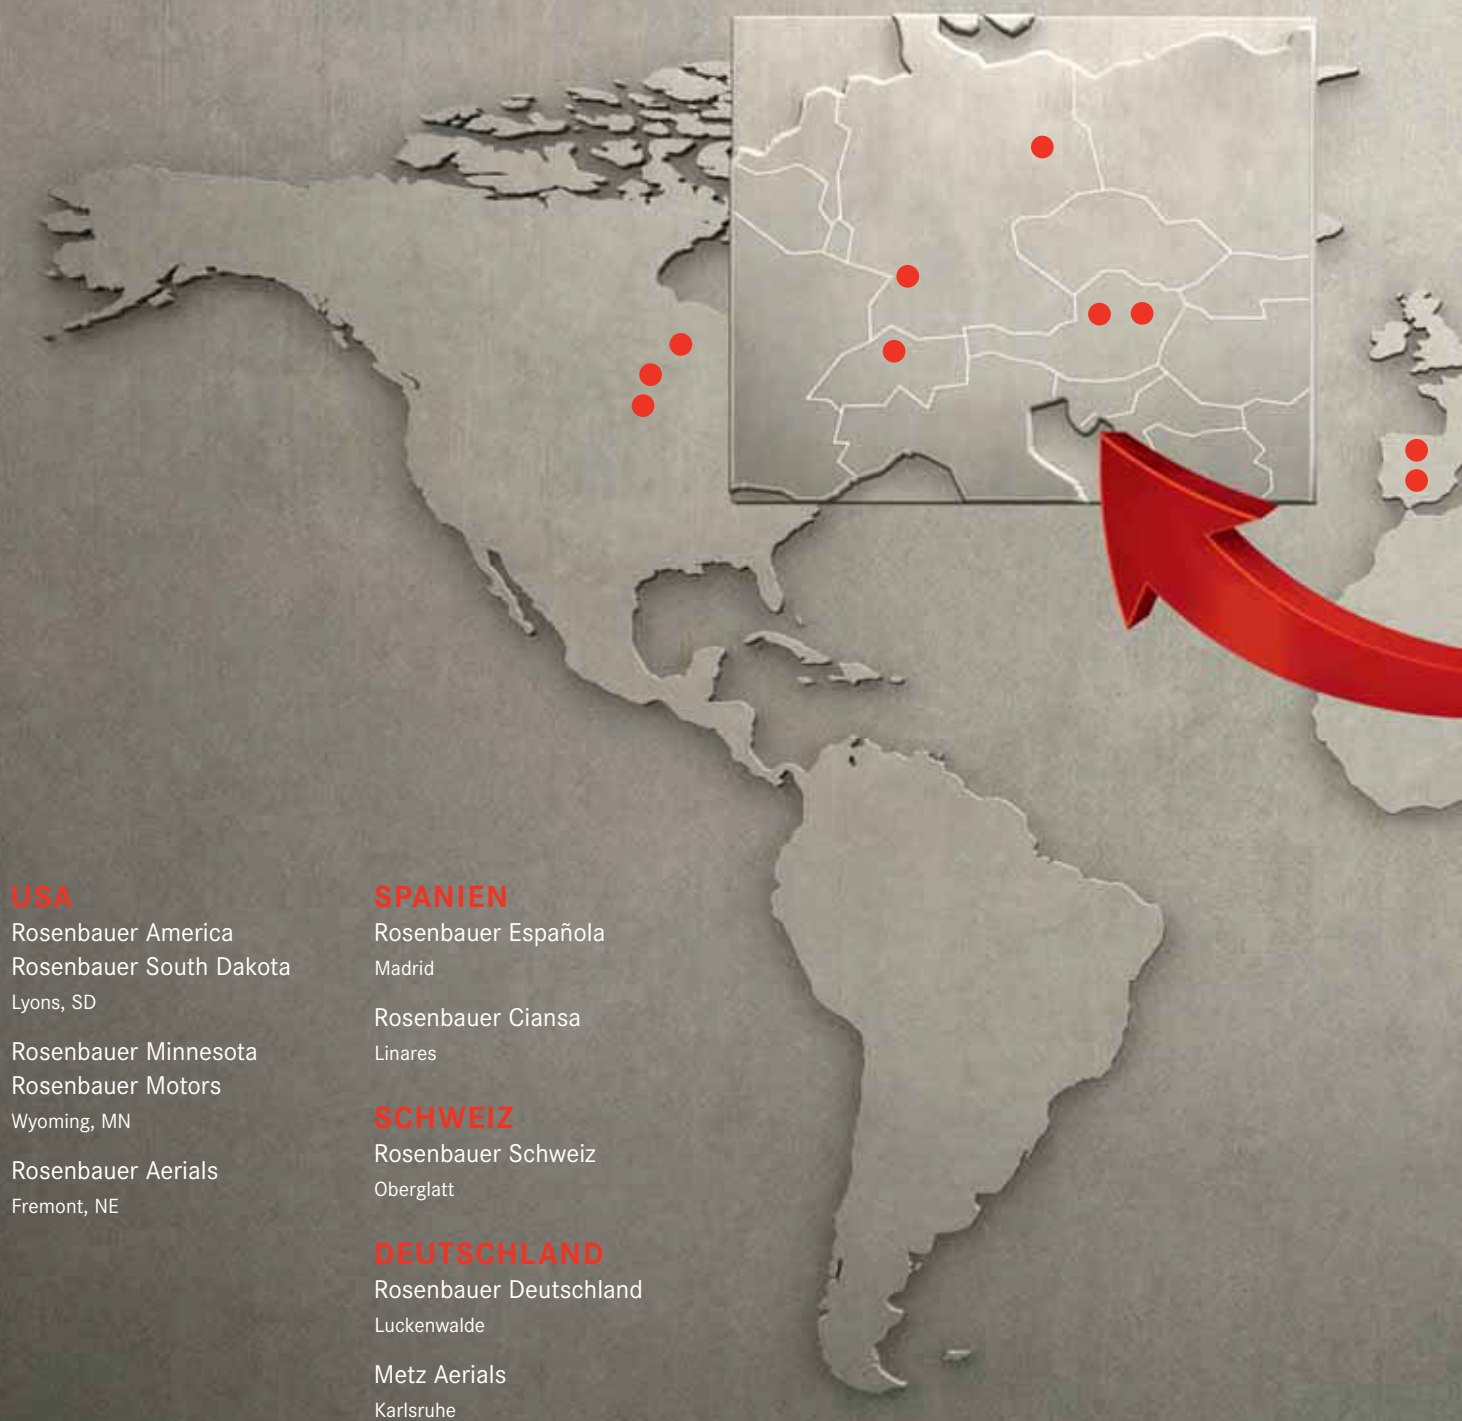 USA
Rosenbauer America
Rosenbauer South Dakota
Lyons, SD
Rosenbauer Minnesota
Rosenbauer Motors
Wyoming, MN
Rosenbauer Aerials
Fremont, NE
SPANIEN
Rosenbauer Española
Madrid
Rosenbauer Ciansa
Linares
SCHWEIZ
Rosenbauer Schweiz
Oberglatt
DEUTSCHLAND
Rosenbauer Deutschland
Luckenwalde
Metz Aerials
Karlsruhe